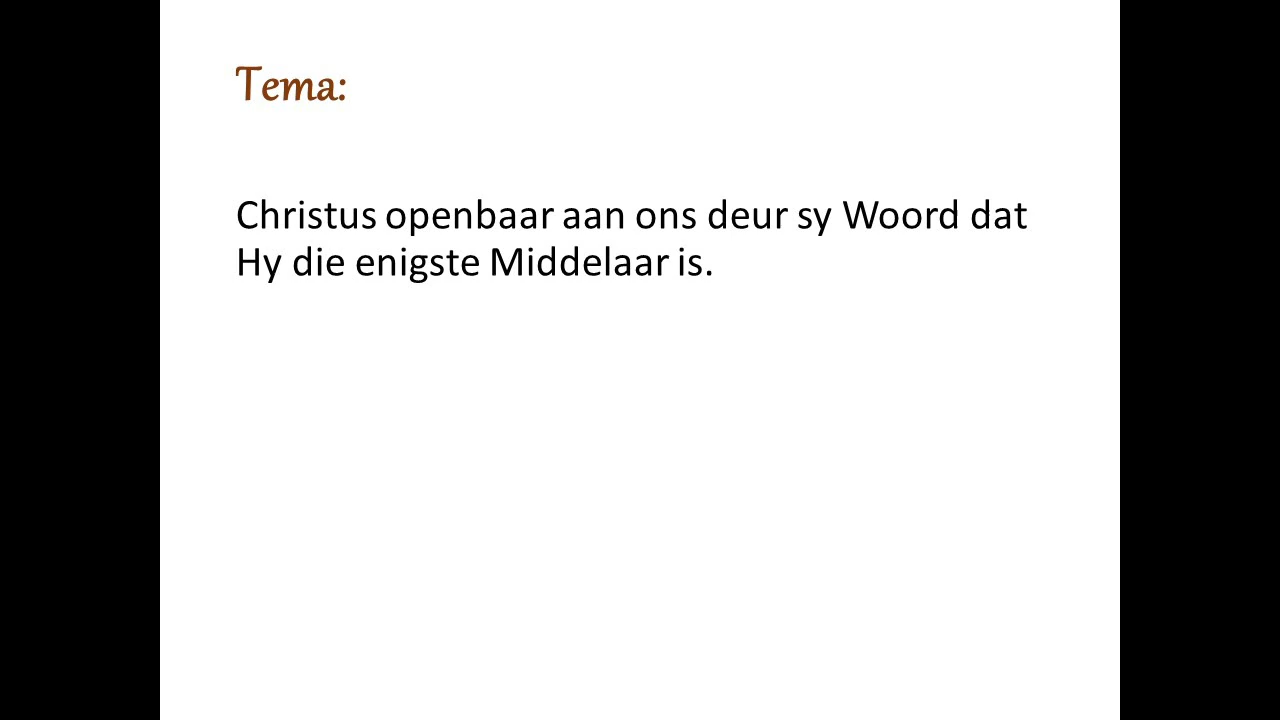 Tema:
Christus openbaar aan ons deur sy Woord dat
Hy die enigste Middelaar is.